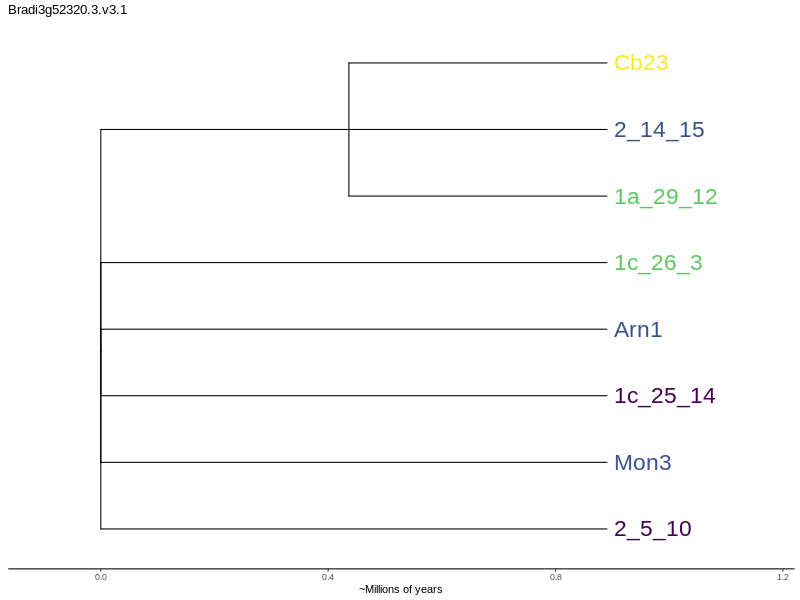 Bradi3g52320.3.v3.1
Cb23
2_14_15
1a_29_12
1c_26_3
Arn1
1c_25_14
Mon3
2_5_10
0.0 0.4 0.8 1.2
~Millions of years